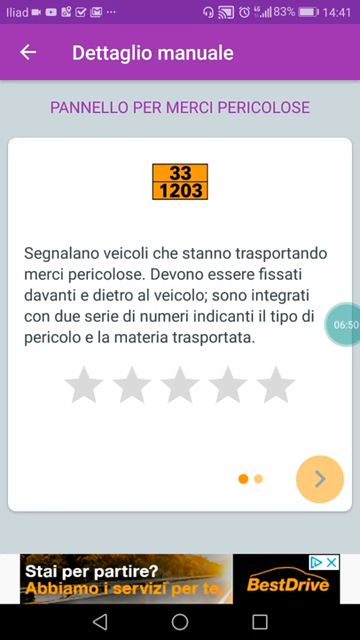 Iliad 83% 14:41
Dettaglio manuale
PANNELLO PER MERCI PERICOLOSE
33
1203
Segnalano veicoli che stanno trasportando
merci pericolose. Devono essere fissati
davanti e dietro al veicolo; sono integrati
con due serie di numeri indicanti il tipo di
pericolo e la materia trasportata.
06:50
Stai per partire?
Abbiamo i servizi per te.
BestDrive